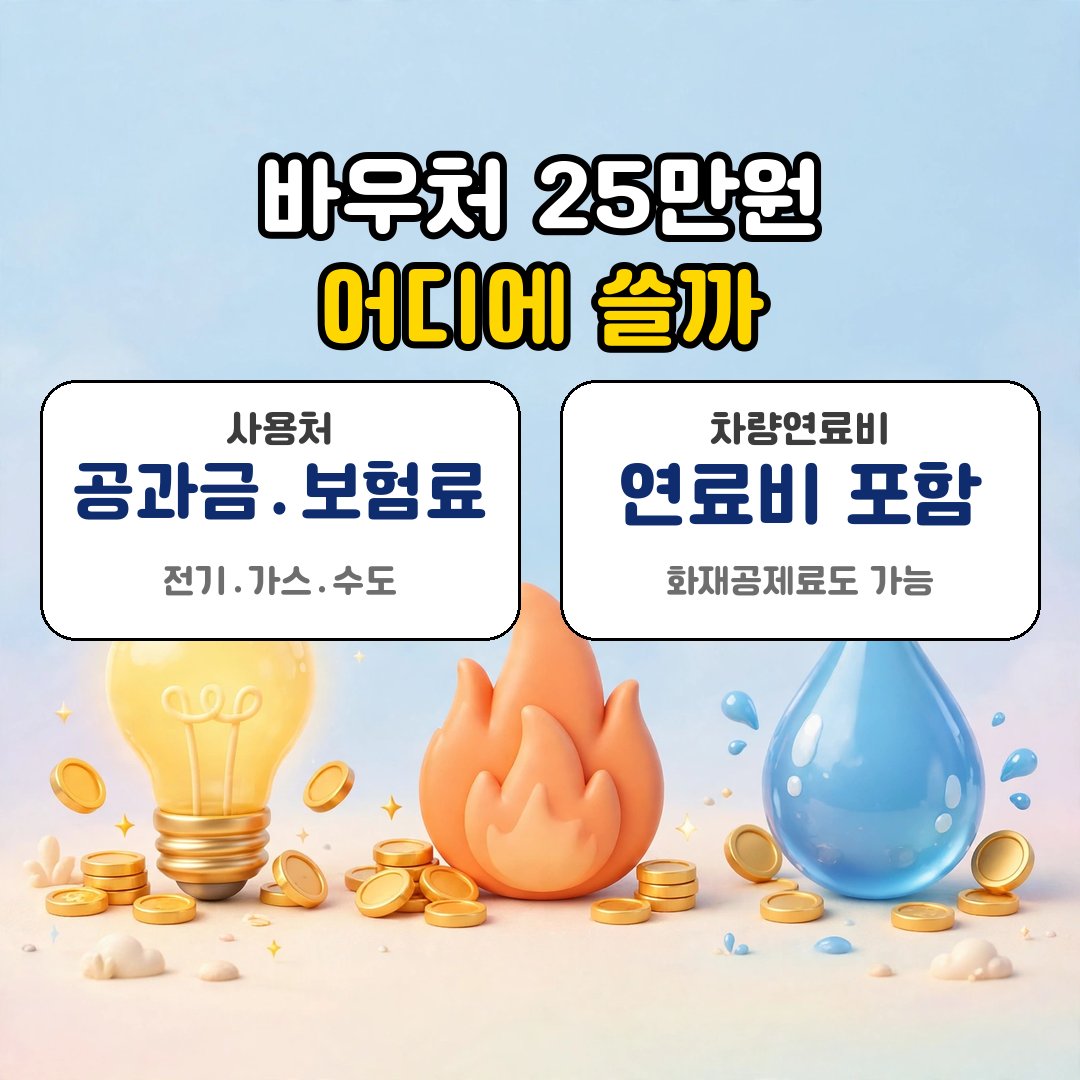 바우처 25만원
어디에 쓸까
사용처
공과금.보험료
전기.가스.수도
차량연료비
연료비 포함
화재공제료도 가능